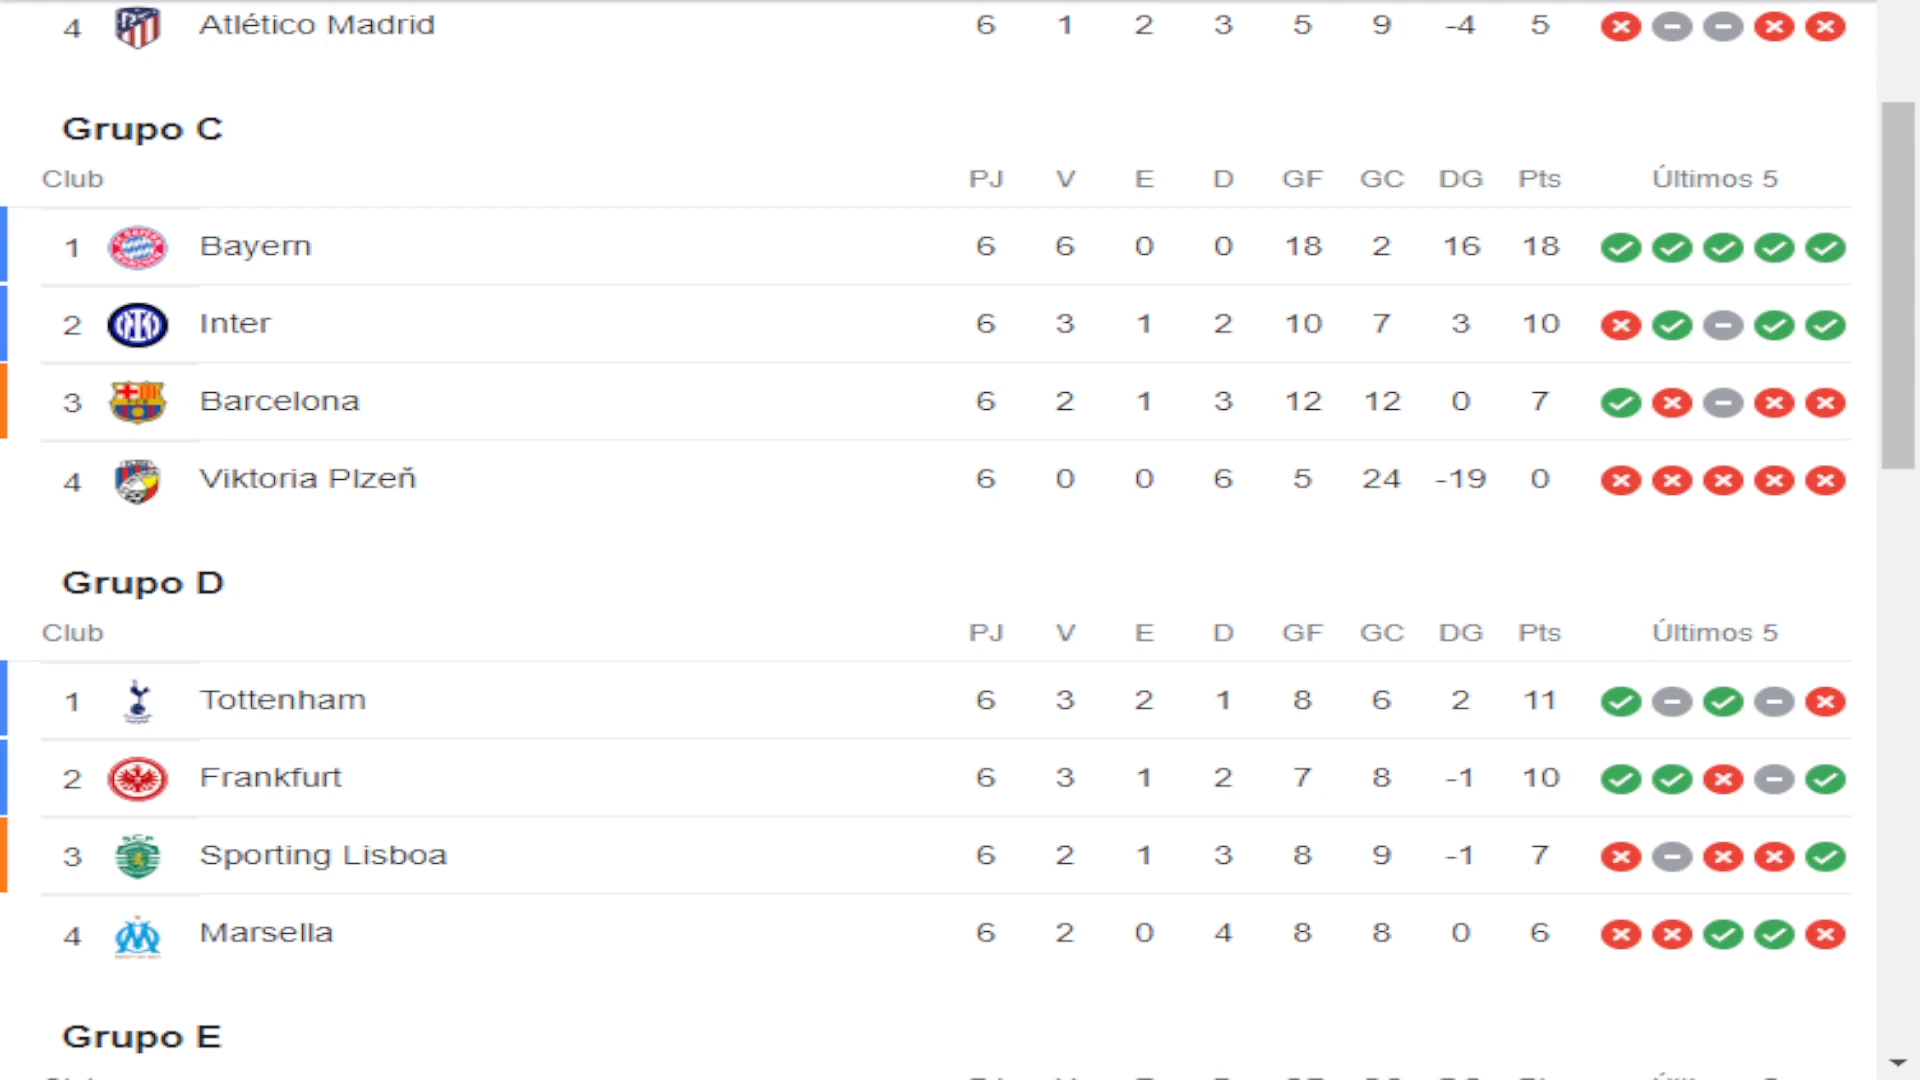 4 Atlético Madrid 6 1 2 3 5 9 -4 5
Grupo C
Club PJ V E D GF GC DG Pts Últimos 5
1 Bayern 6 6 0 0 18 2 16 18
2 Inter 6 3 1 2 10 7 3 10
3 Barcelona 6 2 1 3 12 12 0 7
4 Viktoria Plzeň 6 0 0 6 5 24 -19 0
Grupo D
Club PJ V E D GF GC DG Pts Últimos 5
1 Tottenham 6 3 2 1 8 6 2 11
2 Frankfurt 6 3 1 2 7 8 -1 10
3 Sporting Lisboa 6 2 1 3 8 9 -1 7
4 Marsella 6 2 0 4 8 8 0 6
Grupo E